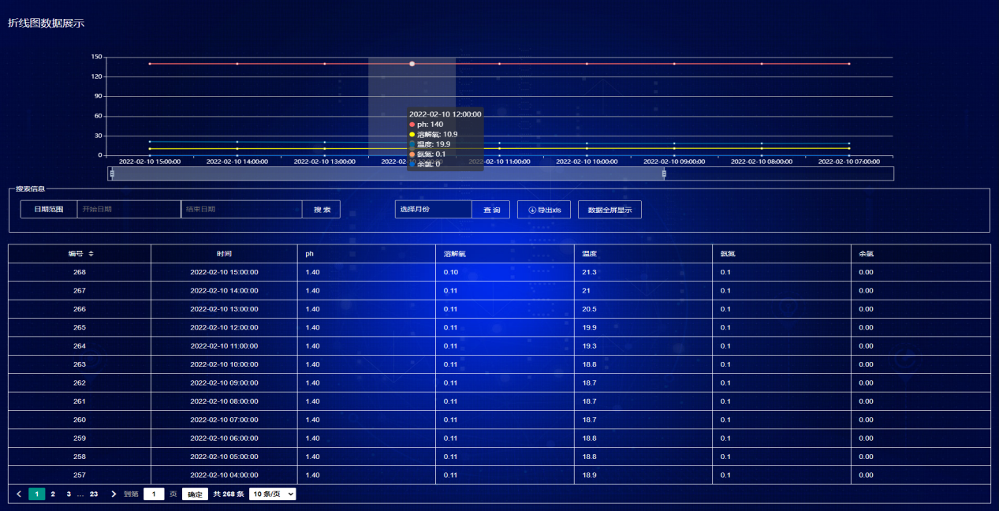 折线图数据展示
150
120
90
60
30
0
2022-02-10 12:00:00
ph: 140
溶解氧: 10.9
温度: 19.9
氨氮: 0.1
余氯: 0
2022-02-10 15:00:00 2022-02-10 14:00:00 2022-02-10 13:00:00 2022-02-10 11:00:00 2022-02-10 10:00:00 2022-02-10 09:00:00 2022-02-10 08:00:00 2022-02-10 07:00:00
搜索信息
日期范围 开始日期 结束日期 搜索 选择月份 查询 导出xls 数据全屏显示
编号 时间 ph 溶解氧 温度 氨氮 余氯
268 2022-02-10 15:00:00 1.40 0.10 21.3 0.1 0.00
267 2022-02-10 14:00:00 1.40 0.11 21 0.1 0.00
266 2022-02-10 13:00:00 1.40 0.11 20.5 0.1 0.00
265 2022-02-10 12:00:00 1.40 0.11 19.9 0.1 0.00
264 2022-02-10 11:00:00 1.40 0.11 19.3 0.1 0.00
263 2022-02-10 10:00:00 1.40 0.11 18.8 0.1 0.00
262 2022-02-10 09:00:00 1.40 0.11 18.7 0.1 0.00
261 2022-02-10 08:00:00 1.40 0.11 18.7 0.1 0.00
260 2022-02-10 07:00:00 1.40 0.11 18.7 0.1 0.00
259 2022-02-10 06:00:00 1.40 0.11 18.8 0.1 0.00
258 2022-02-10 05:00:00 1.40 0.11 18.8 0.1 0.00
257 2022-02-10 04:00:00 1.40 0.11 18.9 0.1 0.00
1 2 3 … 23 到第 1 页 确定 共 268 条 10 条/页